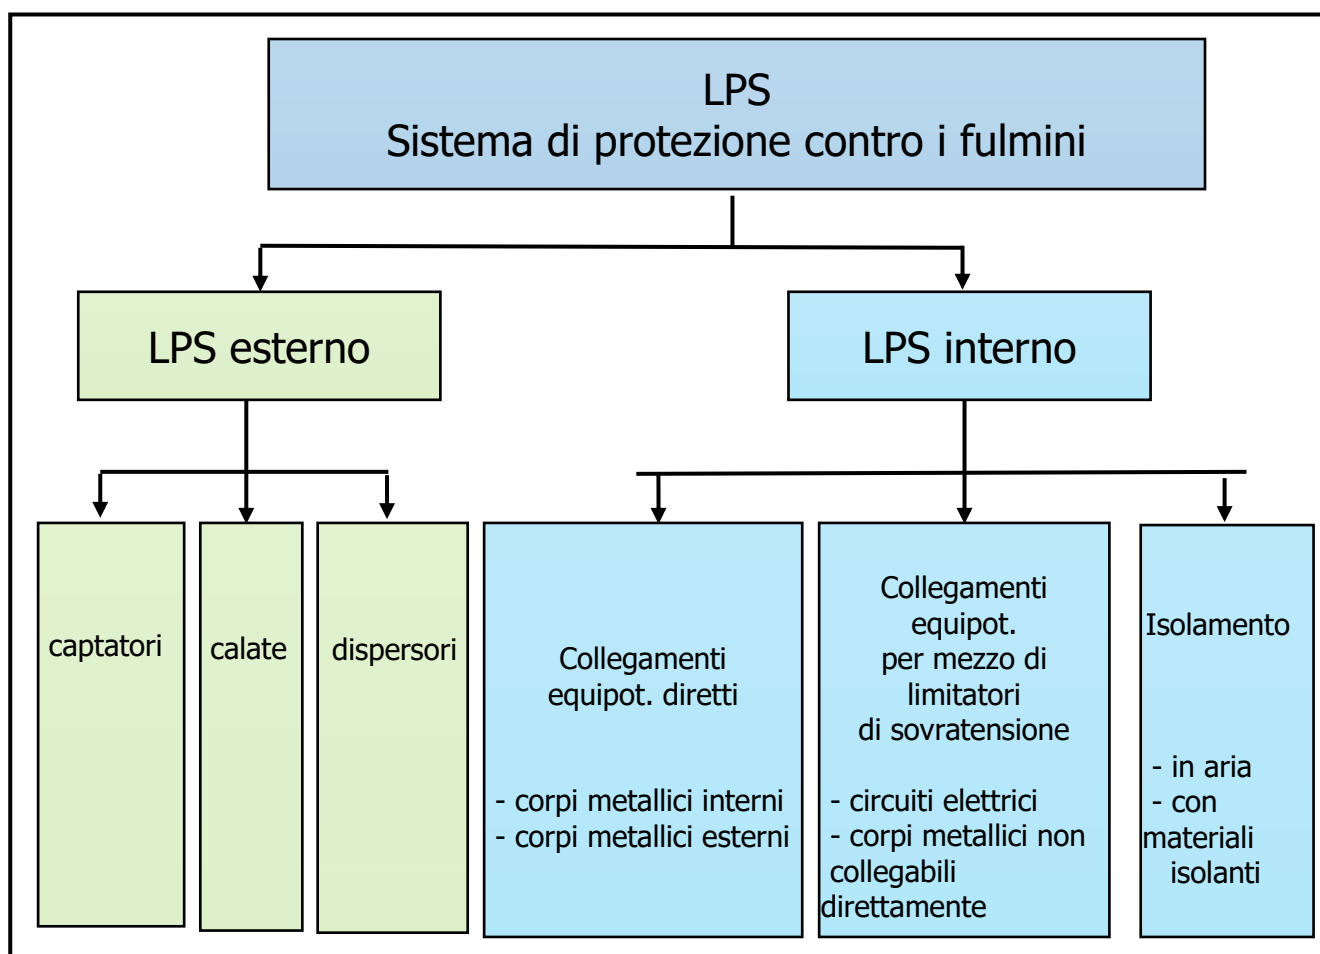 LPS
Sistema di protezione contro i fulmini
LPS esterno
LPS interno
captatori
calate
dispersori
Collegamenti
equipot. diretti
- corpi metallici interni
- corpi metallici esterni
Collegamenti
equipot.
per mezzo di
limitatori
di sovratensione
- circuiti elettrici
- corpi metallici non
collegabili
direttamente
Isolamento
- in aria
- con
materiali
isolanti